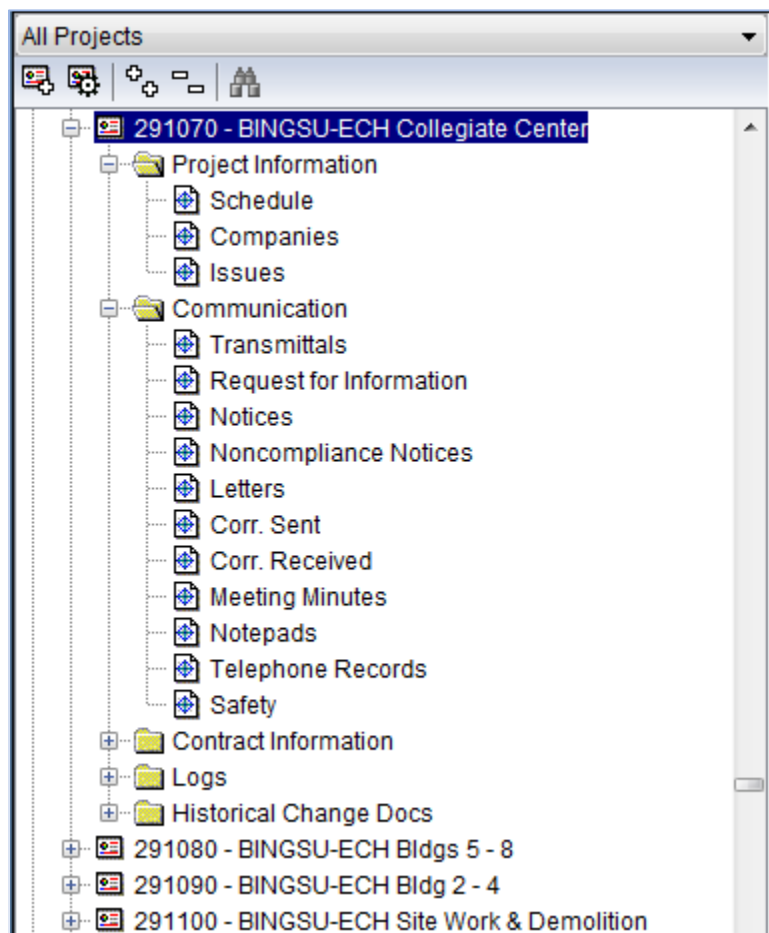 All Projects
291070 - BINGSU-ECH Collegiate Center
Project Information
Schedule
Companies
Issues
Communication
Transmittals
Request for Information
Notices
Noncompliance Notices
Letters
Corr. Sent
Corr. Received
Meeting Minutes
Notepads
Telephone Records
Safety
Contract Information
Logs
Historical Change Docs
291080 - BINGSU-ECH Bldgs 5 - 8
291090 - BINGSU-ECH Bldg 2 - 4
291100 - BINGSU-ECH Site Work & Demolition